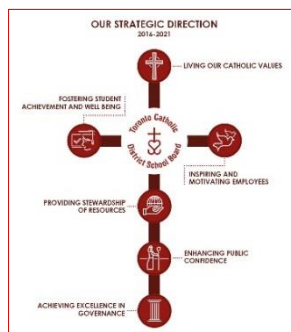 OUR STRATEGIC DIRECTION
2016-2021
LIVING OUR CATHOLIC VALUES
FOSTERING STUDENT
ACHIEVEMENT AND WELL BEING
Toronto Catholic
District School Board
INSPIRING AND
MOTIVATING EMPLOYEES
PROVIDING STEWARDSHIP
OF RESOURCES
ENHANCING PUBLIC
CONFIDENCE
ACHIEVING EXCELLENCE IN
GOVERNANCE